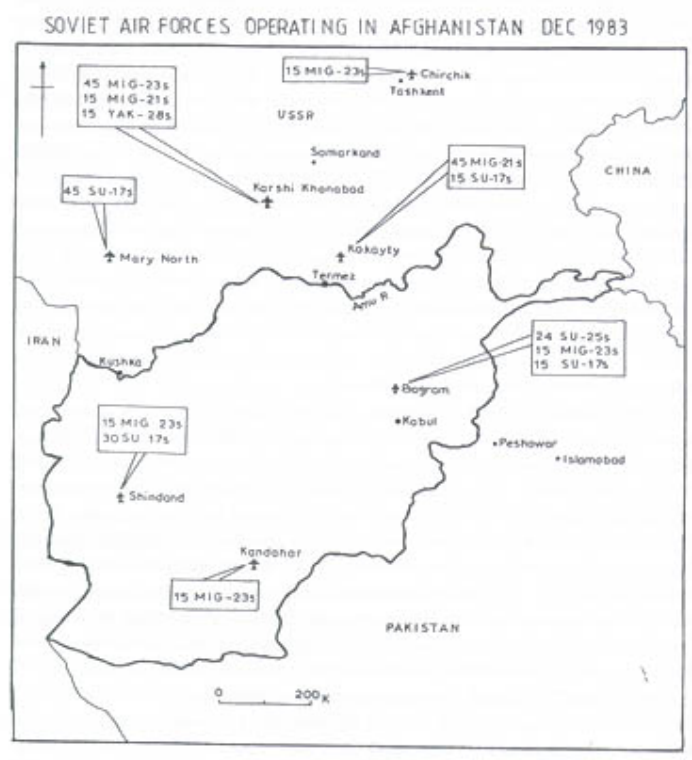 SOVIET AIR FORCES OPERATING IN AFGHANISTAN DEC 1983
15 MIG-23s
Chirchik
Tashkent
45 MIG-23s
15 MIG-21s
15 YAK-28s
USSR
Samarkand
45 MIG-21s
15 SU-17s
CHINA
Karshi Khanabad
45 SU-17s
Mary North
Kakayty
Termez
Amu R
IRAN
Kushka
24 SU-25s
15 MIG-23s
15 SU-17s
Bagram
Kabul
15 MIG 23s
30 SU 17s
Peshawar
Islamabad
Shindand
Kandahar
15 MIG-23s
PAKISTAN
0 200K